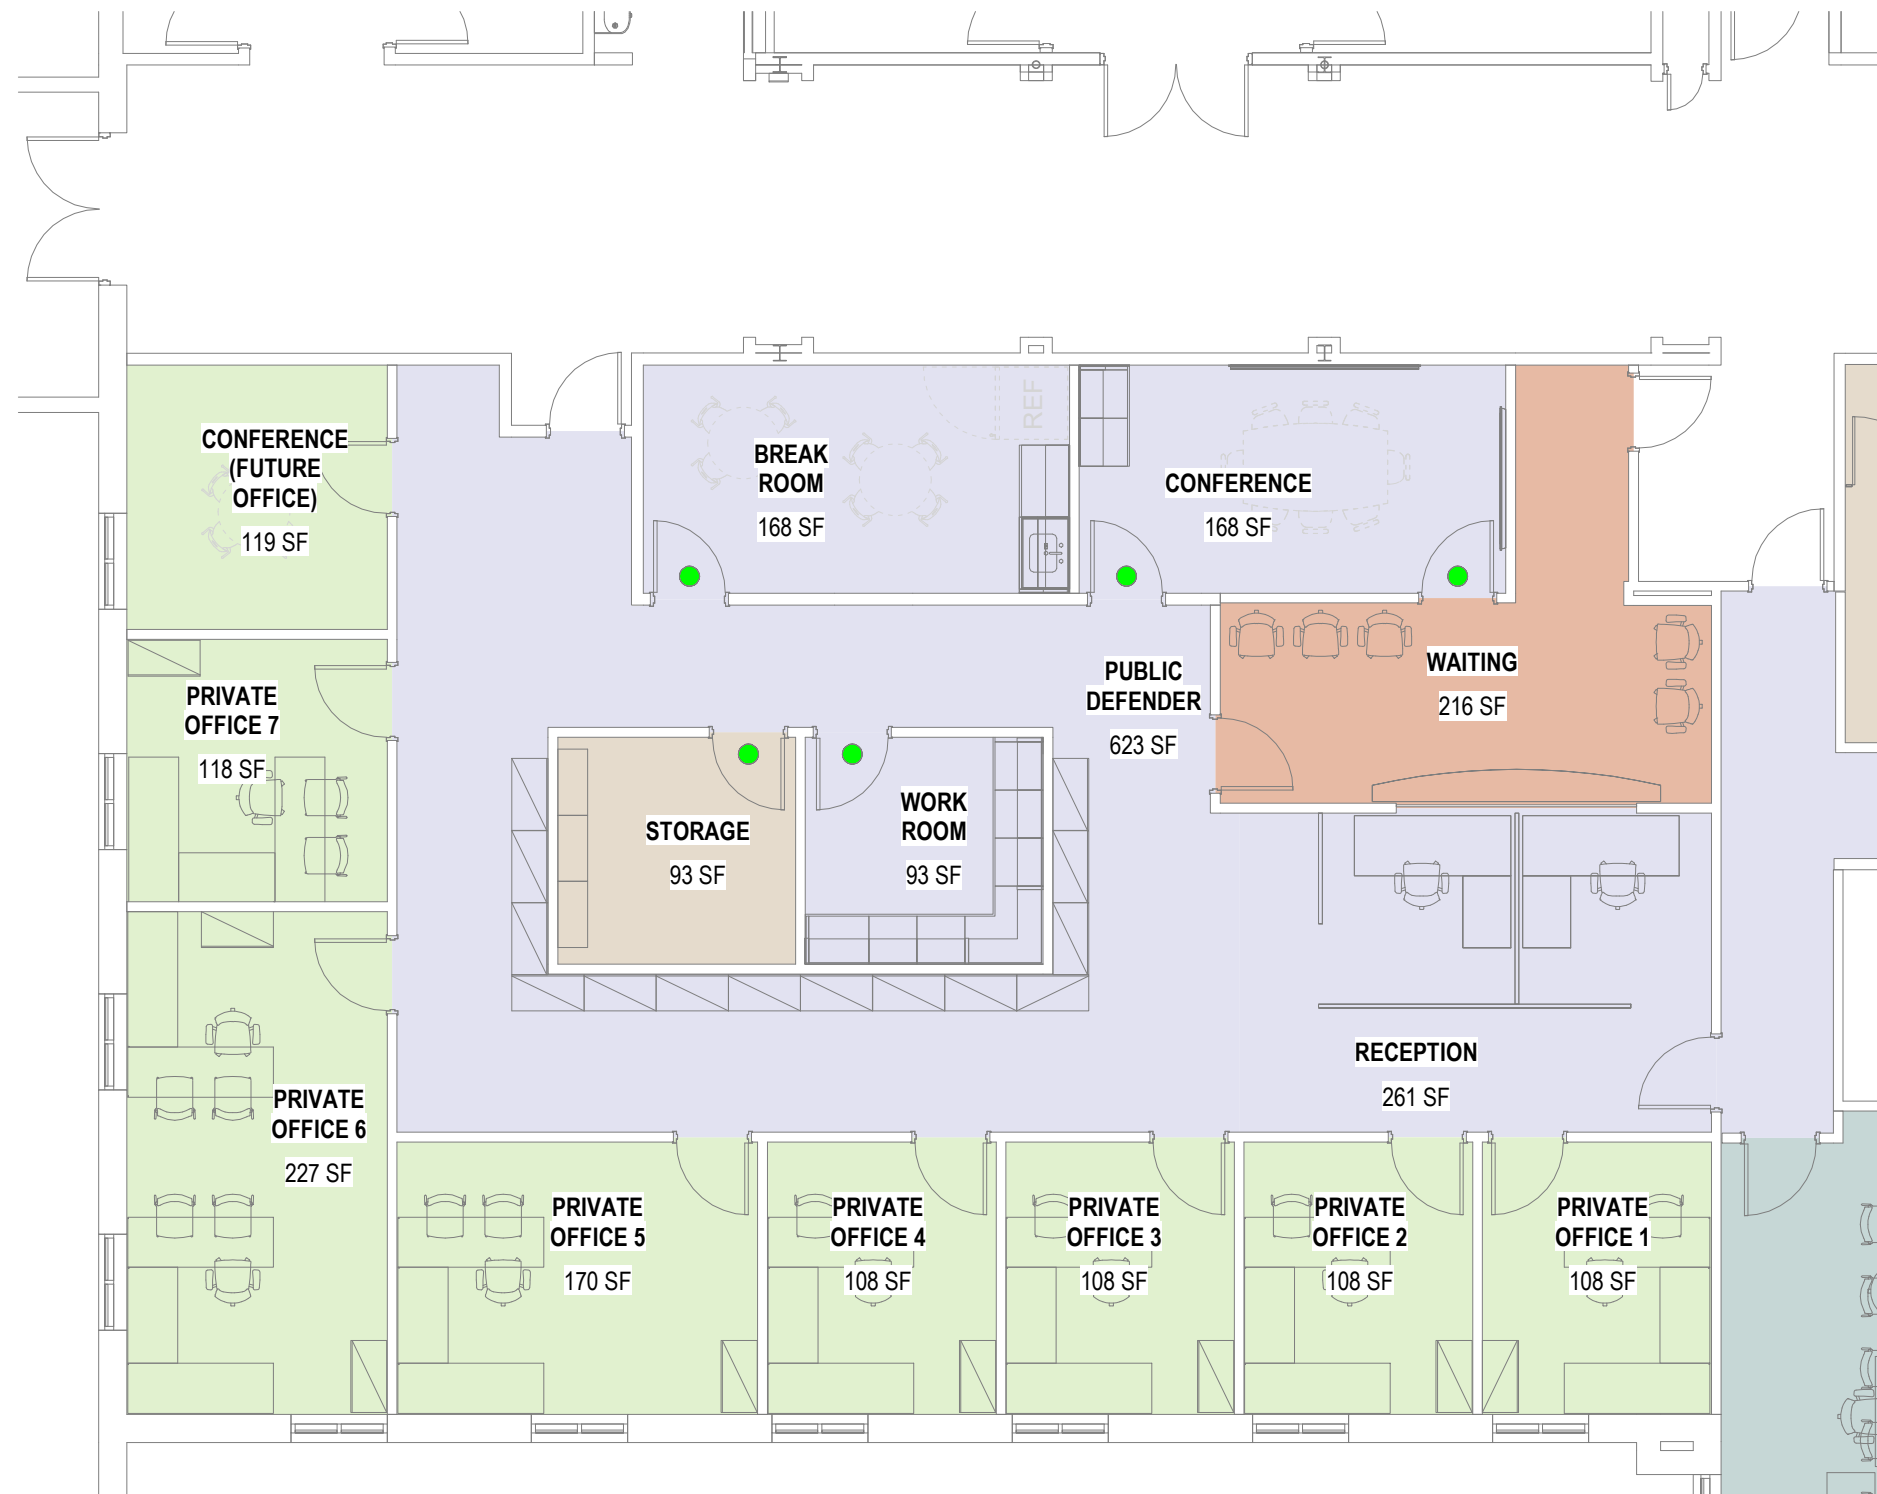 REF
CONFERENCE
(FUTURE
OFFICE)
119 SF
BREAK
ROOM
168 SF
CONFERENCE
168 SF
PRIVATE
OFFICE 7
118 SF
PUBLIC
DEFENDER
623 SF
WAITING
216 SF
STORAGE
93 SF
WORK
ROOM
93 SF
RECEPTION
261 SF
PRIVATE
OFFICE 6
227 SF
PRIVATE
OFFICE 5
170 SF
PRIVATE
OFFICE 4
108 SF
PRIVATE
OFFICE 3
108 SF
PRIVATE
OFFICE 2
108 SF
PRIVATE
OFFICE 1
108 SF